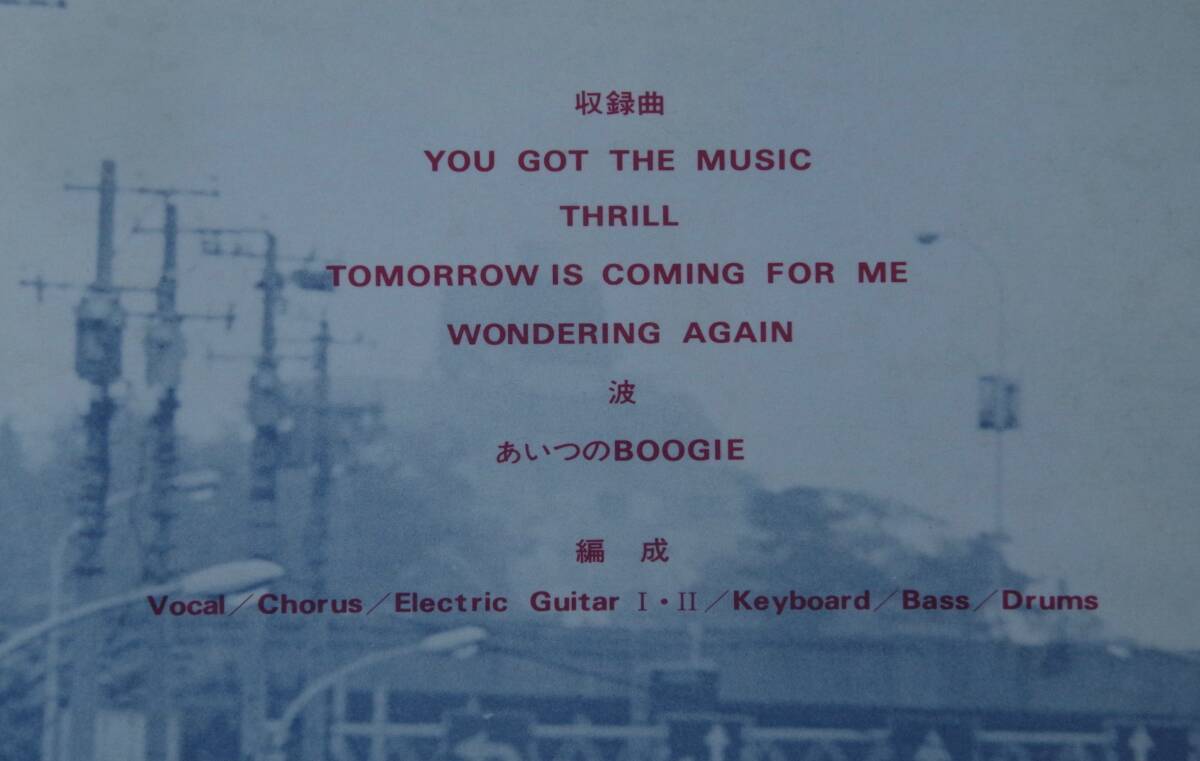 収録曲
YOU GOT THE MUSIC
THRILL
TOMORROW IS COMING FOR ME
WONDERING AGAIN
波
あいつのBOOGIE
編 成
Vocal／Chorus／Electric Guitar Ⅰ・Ⅱ／Keyboard／Bass／Drums